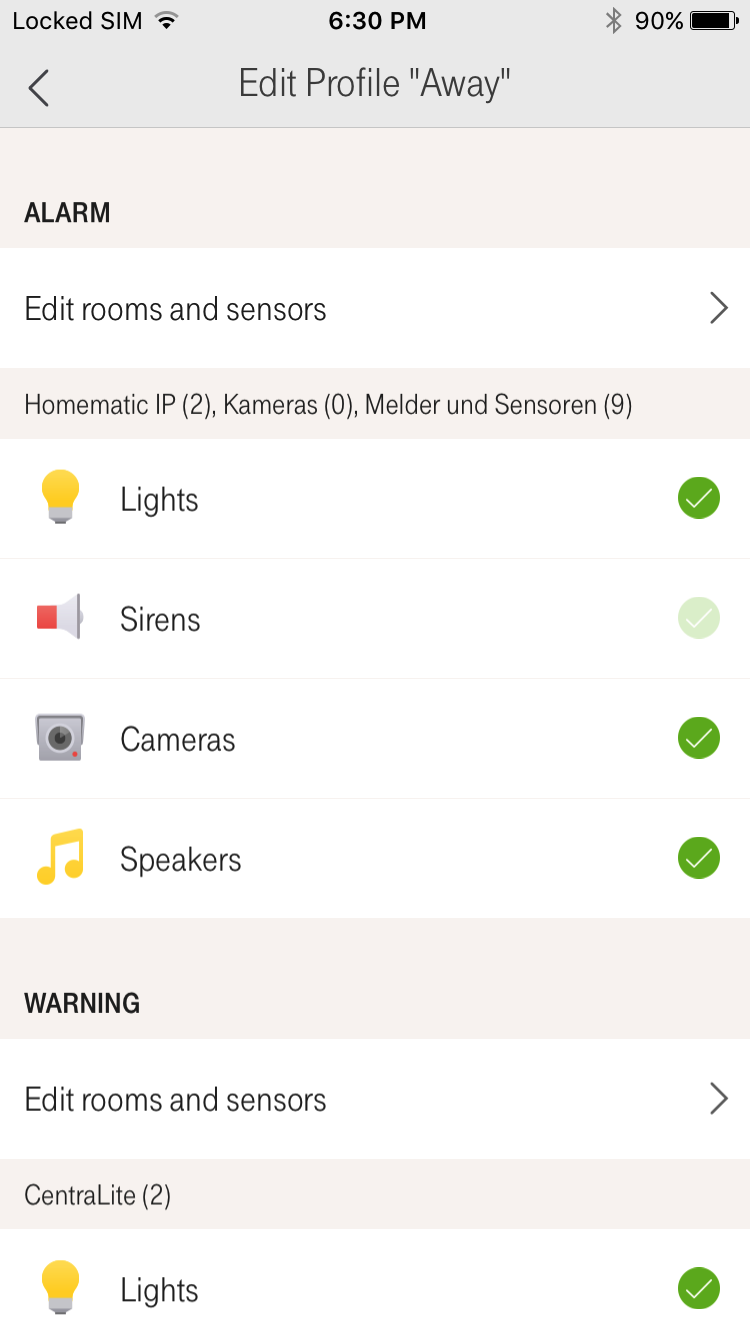 Locked SIM 6:30 PM 90%
Edit Profile "Away"
ALARM
Edit rooms and sensors
Homematic IP (2), Kameras (0), Melder und Sensoren (9)
Lights
Sirens
Cameras
Speakers
WARNING
Edit rooms and sensors
CentraLite (2)
Lights